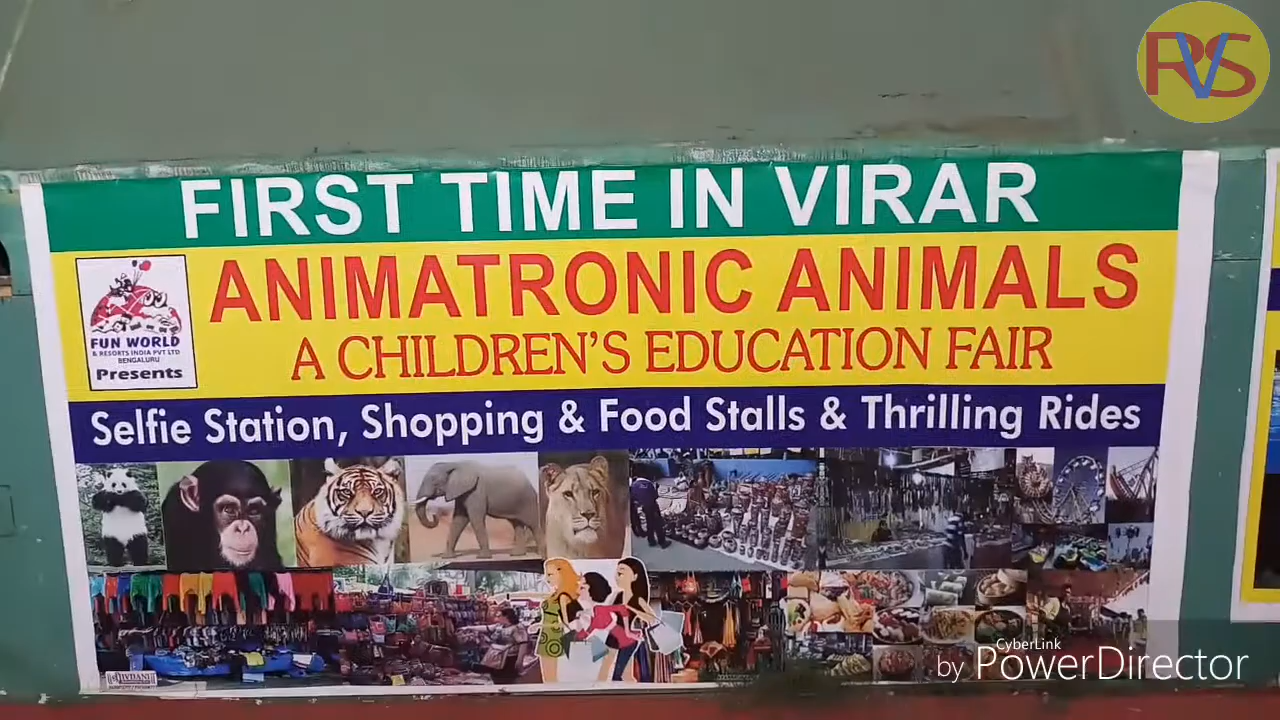 RVS
FIRST TIME IN VIRAR
ANIMATRONIC ANIMALS
A CHILDREN'S EDUCATION FAIR
FUN WORLD
& RESORTS INDIA PVT LTD
BENGALURU
Presents
Selfie Station, Shopping & Food Stalls & Thrilling Rides
CyberLink
by PowerDirector